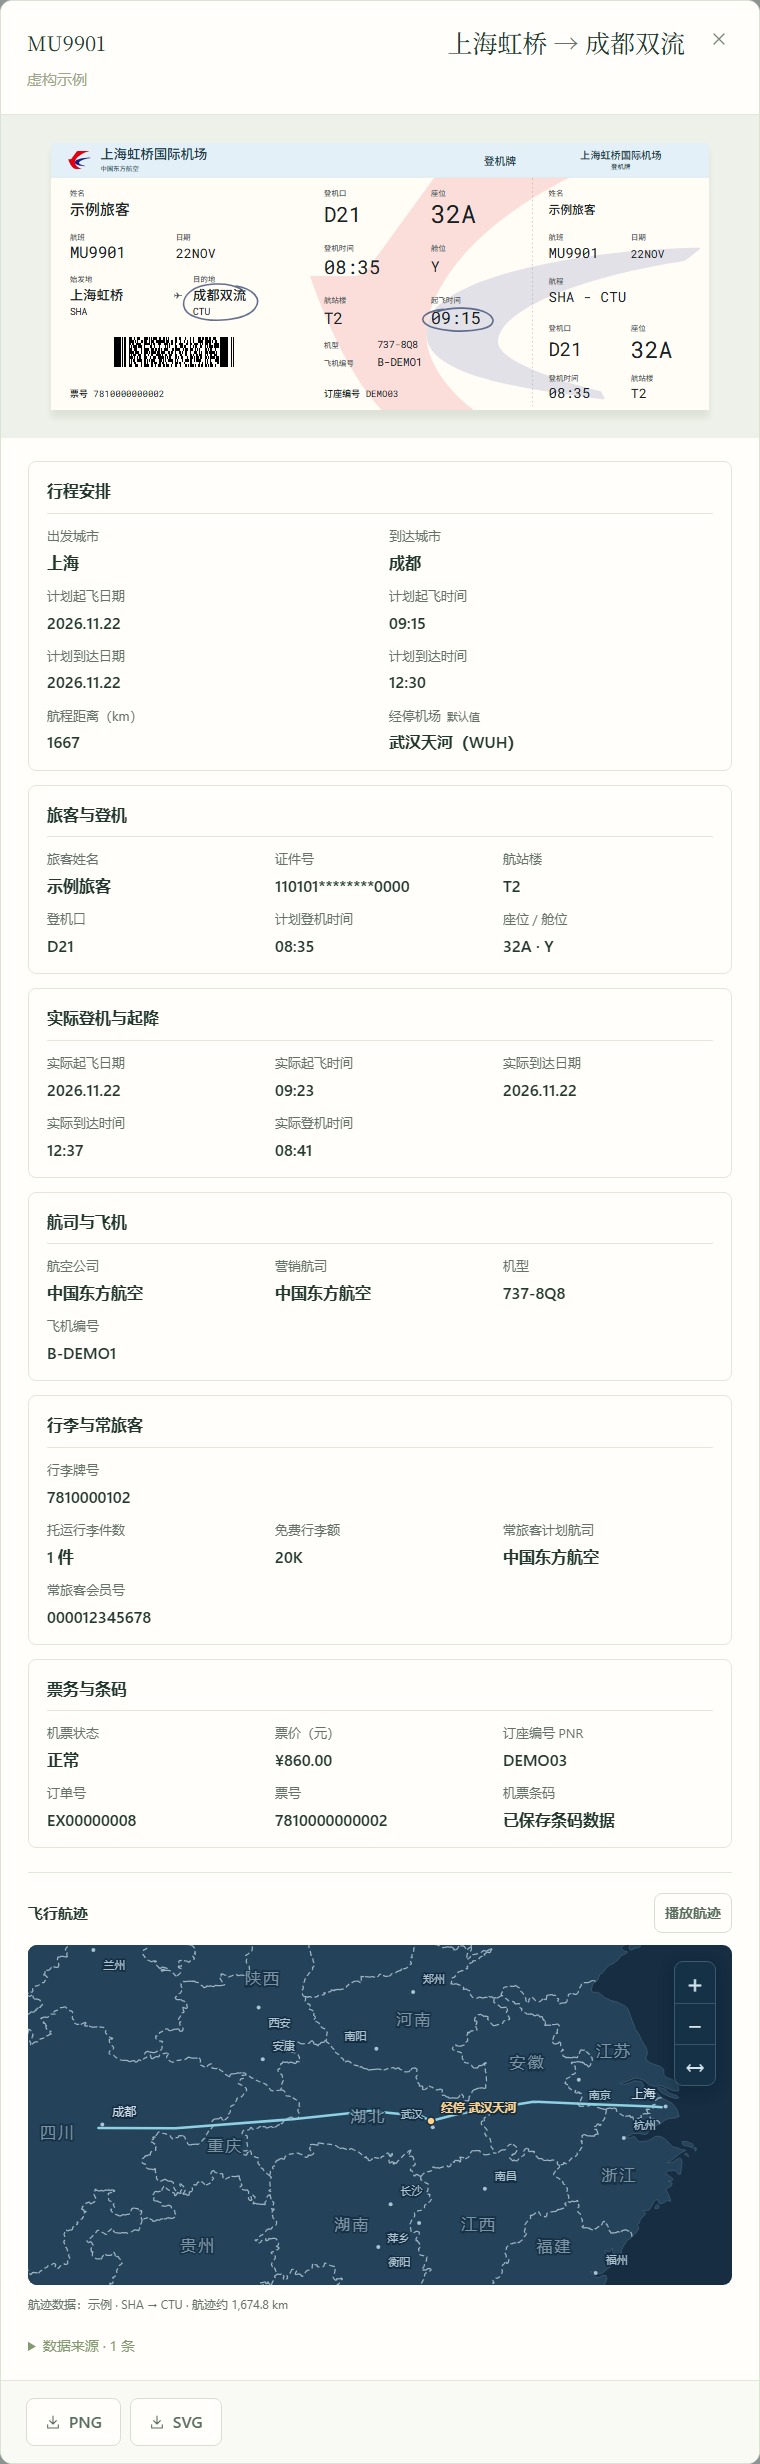 MU9901
上海虹桥 → 成都双流
虚构示例
上海虹桥国际机场
中国东方航空
登机牌
上海虹桥国际机场
登机牌
姓名
示例旅客
航班
MU9901
日期
22NOV
始发地
上海虹桥
SHA
目的地
成都双流
CTU
票号 7810000000002
登机口
D21
座位
32A
登机时间
08:35
舱位
Y
航站楼
T2
起飞时间
09:15
机型 737-8Q8
飞机编号 B-DEMO1
订座编号 DEMO03
姓名
示例旅客
航班
MU9901
日期
22NOV
航程
SHA - CTU
登机口
D21
座位
32A
登机时间
08:35
航站楼
T2
行程安排
出发城市
上海
到达城市
成都
计划起飞日期
2026.11.22
计划起飞时间
09:15
计划到达日期
2026.11.22
计划到达时间
12:30
航程距离（km）
1667
经停机场 默认值
武汉天河（WUH）
旅客与登机
旅客姓名
示例旅客
证件号
110101********0000
航站楼
T2
登机口
D21
计划登机时间
08:35
座位 / 舱位
32A · Y
实际登机与起降
实际起飞日期
2026.11.22
实际起飞时间
09:23
实际到达日期
2026.11.22
实际到达时间
12:37
实际登机时间
08:41
航司与飞机
航空公司
中国东方航空
营销航司
中国东方航空
机型
737-8Q8
飞机编号
B-DEMO1
行李与常旅客
行李牌号
7810000102
托运行李件数
1 件
免费行李额
20K
常旅客计划航司
中国东方航空
常旅客会员号
000012345678
票务与条码
机票状态
正常
票价（元）
¥860.00
订座编号 PNR
DEMO03
订单号
EX00000008
票号
7810000000002
机票条码
已保存条码数据
飞行航迹
播放航迹
兰州
陕西
郑州
西安
河南
南阳
安康
安徽
江苏
南京
上海
成都
经停 武汉天河
湖北
武汉
杭州
四川
重庆
浙江
南昌
长沙
湖南
江西
萍乡
贵州
福建
衡阳
福州
+
−
↔
航迹数据：示例 · SHA → CTU · 航迹约 1,674.8 km
▶ 数据来源 · 1 条
PNG
SVG